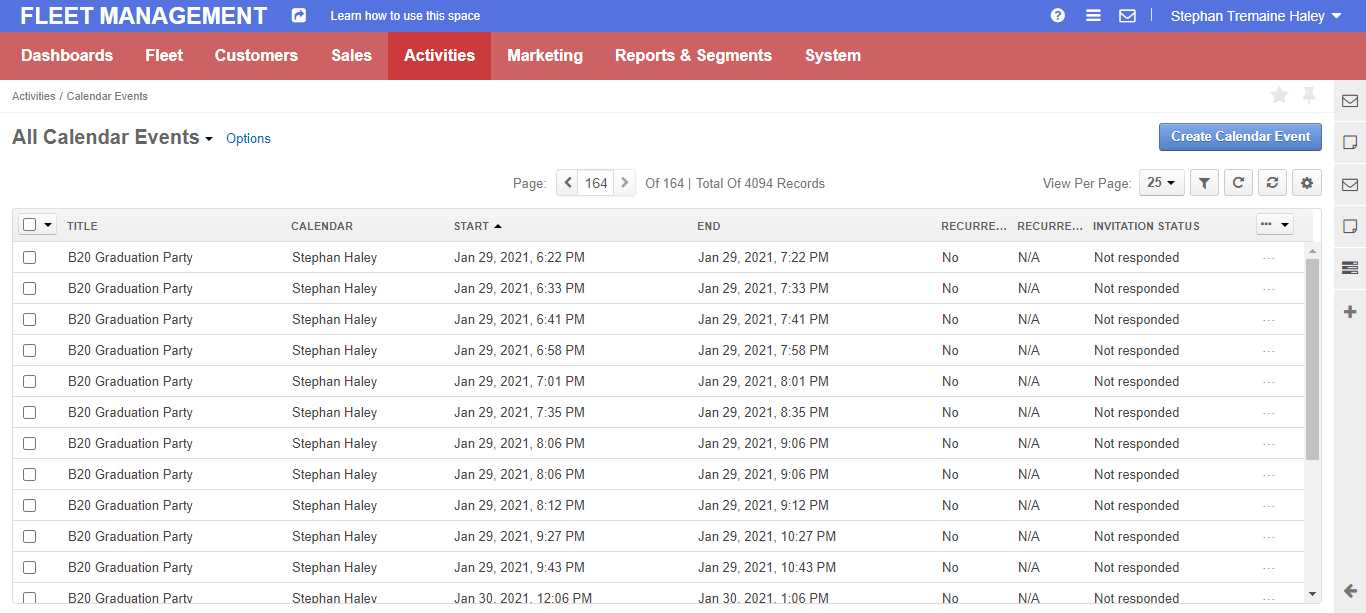 FLEET MANAGEMENT Learn how to use this space Stephan Tremaine Haley
Dashboards Fleet Customers Sales Activities Marketing Reports & Segments System
Activities / Calendar Events
All Calendar Events Options Create Calendar Event
Page: 164 Of 164 | Total Of 4094 Records View Per Page: 25
TITLE CALENDAR START END RECURRE... RECURRE... INVITATION STATUS
B20 Graduation Party Stephan Haley Jan 29, 2021, 6:22 PM Jan 29, 2021, 7:22 PM No N/A Not responded
B20 Graduation Party Stephan Haley Jan 29, 2021, 6:33 PM Jan 29, 2021, 7:33 PM No N/A Not responded
B20 Graduation Party Stephan Haley Jan 29, 2021, 6:41 PM Jan 29, 2021, 7:41 PM No N/A Not responded
B20 Graduation Party Stephan Haley Jan 29, 2021, 6:58 PM Jan 29, 2021, 7:58 PM No N/A Not responded
B20 Graduation Party Stephan Haley Jan 29, 2021, 7:01 PM Jan 29, 2021, 8:01 PM No N/A Not responded
B20 Graduation Party Stephan Haley Jan 29, 2021, 7:35 PM Jan 29, 2021, 8:35 PM No N/A Not responded
B20 Graduation Party Stephan Haley Jan 29, 2021, 8:06 PM Jan 29, 2021, 9:06 PM No N/A Not responded
B20 Graduation Party Stephan Haley Jan 29, 2021, 8:06 PM Jan 29, 2021, 9:06 PM No N/A Not responded
B20 Graduation Party Stephan Haley Jan 29, 2021, 8:12 PM Jan 29, 2021, 9:12 PM No N/A Not responded
B20 Graduation Party Stephan Haley Jan 29, 2021, 9:27 PM Jan 29, 2021, 10:27 PM No N/A Not responded
B20 Graduation Party Stephan Haley Jan 29, 2021, 9:43 PM Jan 29, 2021, 10:43 PM No N/A Not responded
B20 Graduation Party Stephan Haley Jan 30, 2021, 12:06 PM Jan 30, 2021, 1:06 PM No N/A Not responded